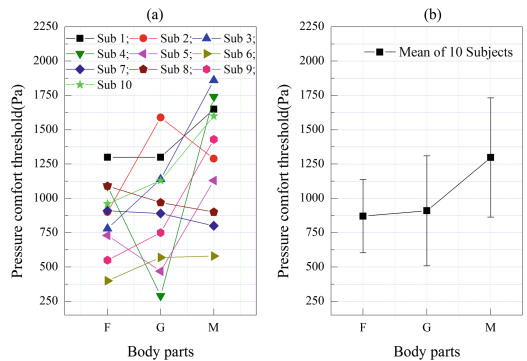 (a)
Pressure comfort threshold(Pa)
2250
2000
1750
1500
1250
1000
750
500
250
Sub 1; Sub 2; Sub 3;
Sub 4; Sub 5; Sub 6;
Sub 7; Sub 8; Sub 9;
Sub 10
F G M
Body parts
(b)
Pressure comfort threshold(Pa)
2250
2000
1750
1500
1250
1000
750
500
250
Mean of 10 Subjects
F G M
Body parts